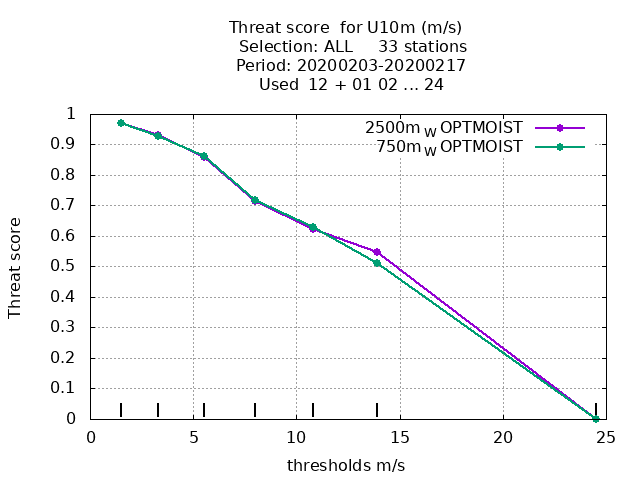 Threat score  for U10m (m/s)
Selection: ALL     33 stations
Period: 20200203-20200217
Used  12 + 01 02 ... 24
2500m W OPTMOIST
750m W OPTMOIST
1
0.9
0.8
0.7
0.6
0.5
0.4
0.3
0.2
0.1
0
Threat score
0 5 10 15 20 25
thresholds m/s